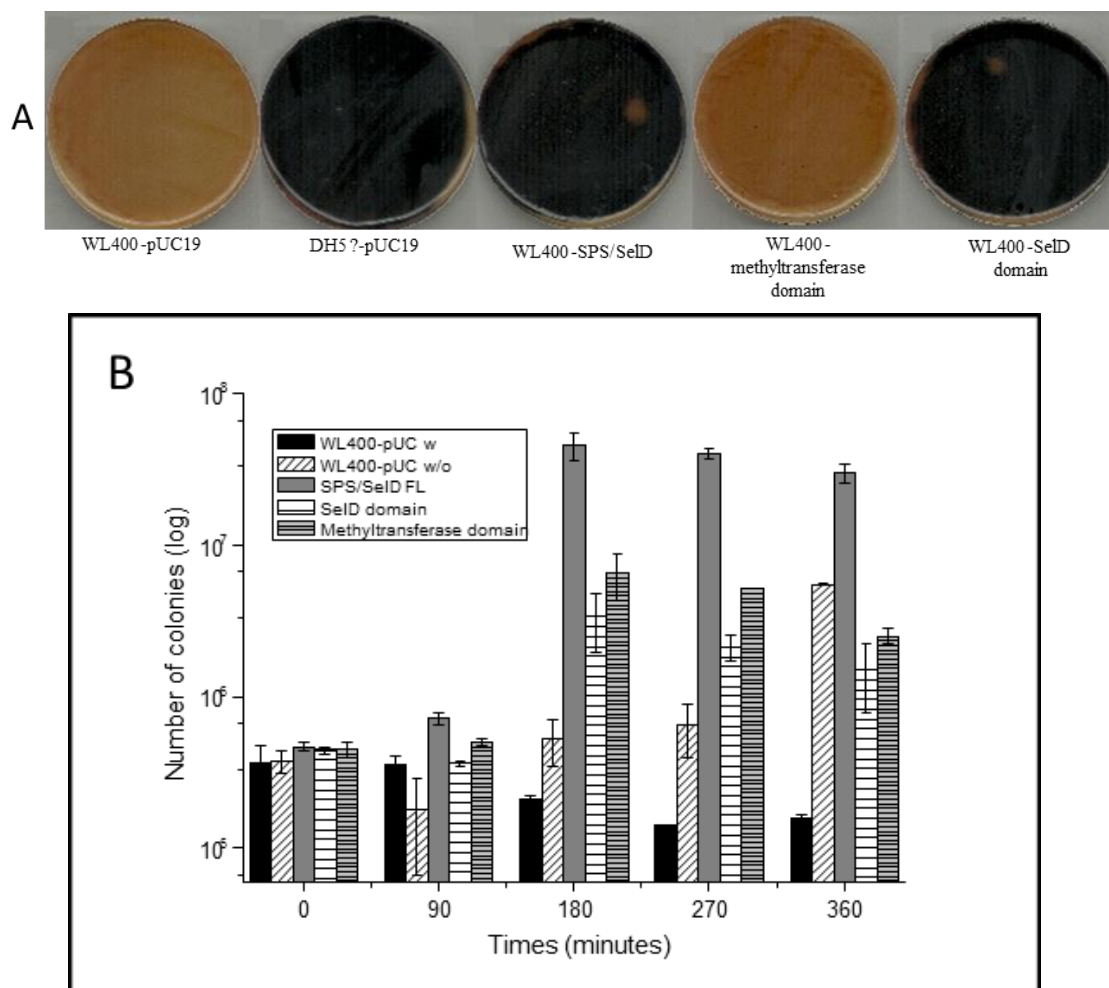 A
WL400-pUC19
DH5 ?-pUC19
WL400-SPS/SelD
WL400-
methyltransferase
domain
WL400-SelD
domain
B
Number of colonies (log)
10^8
10^7
10^6
10^5
WL400-pUC w
WL400-pUC w/o
SPS/SelD FL
SelD domain
Methyltransferase domain
0 90 180 270 360
Times (minutes)